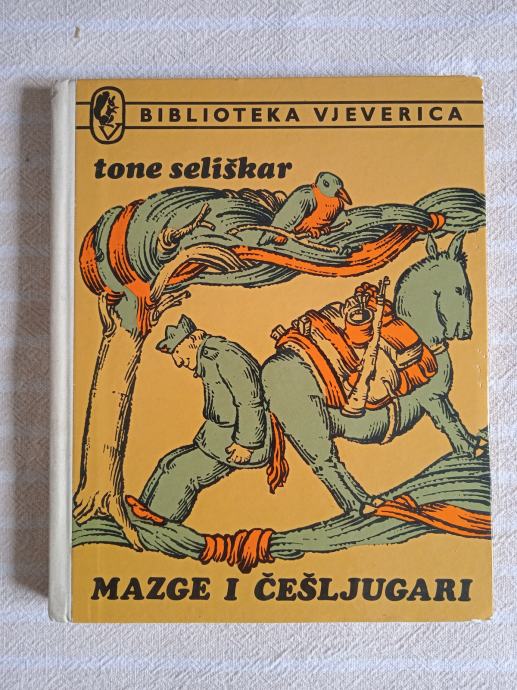 BIBLIOTEKA VJEVERICA
tone seliškar
MAZGE I ČEŠLJUGARI